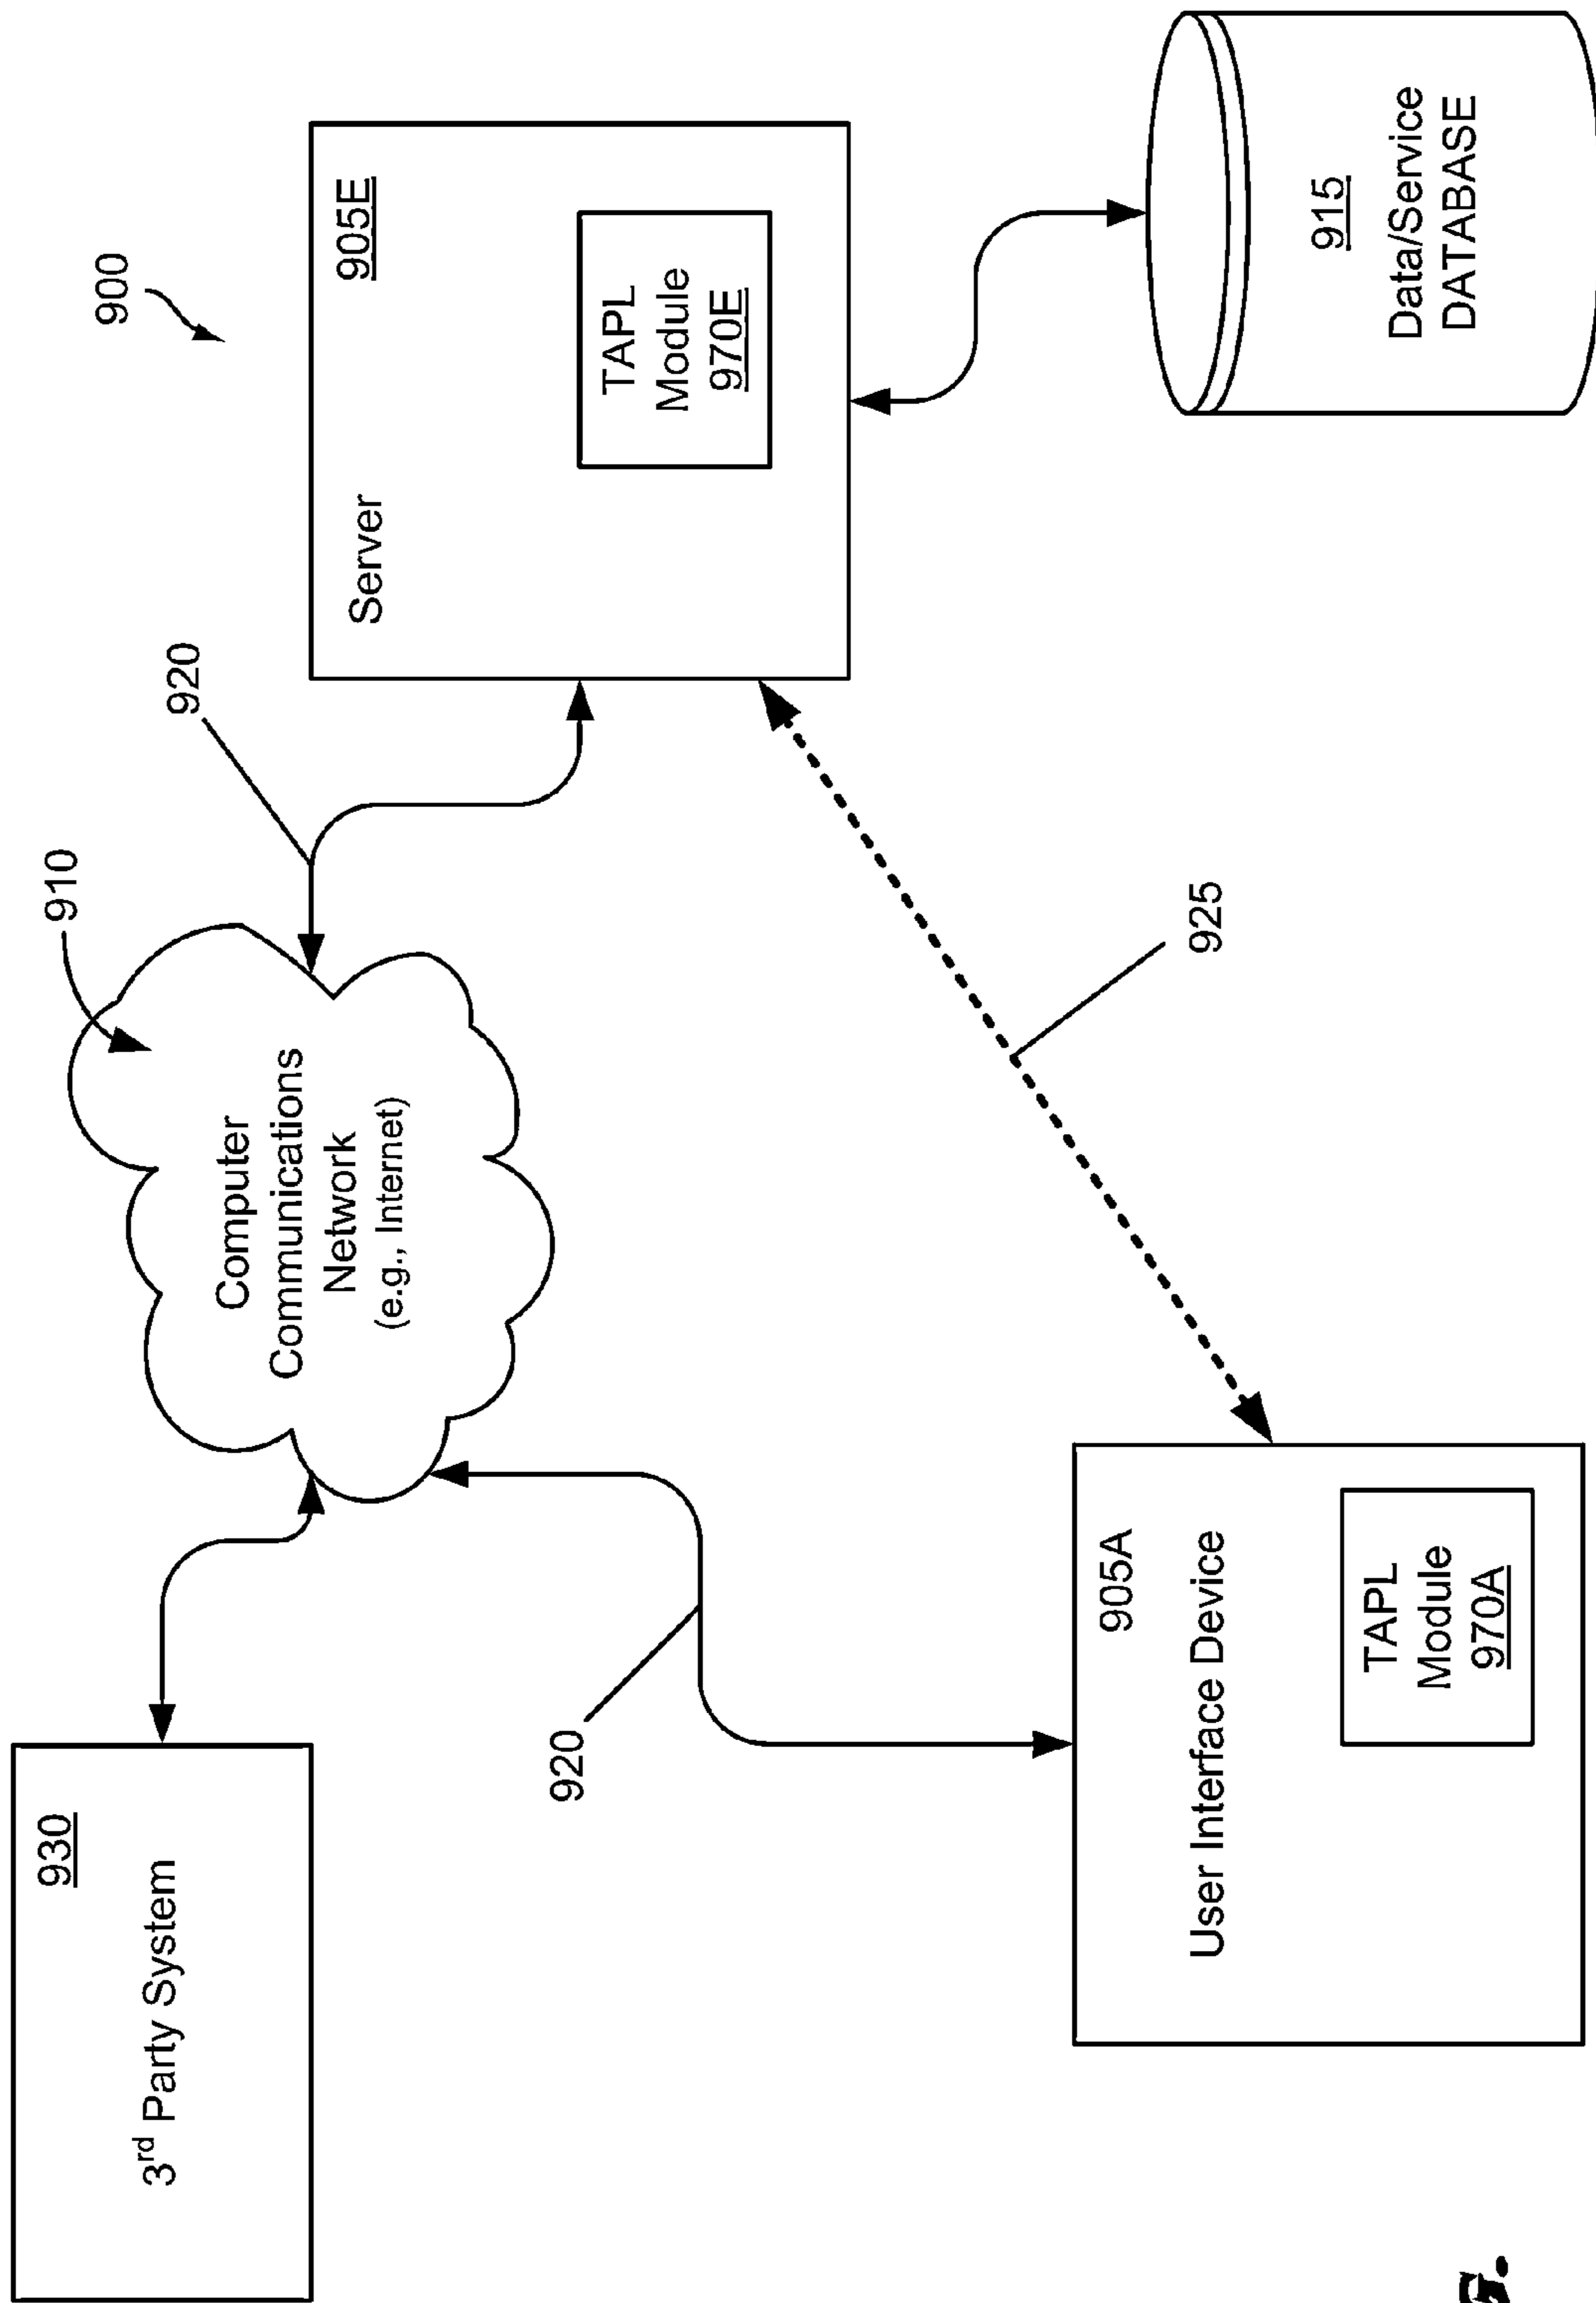 900
930
3rd Party System
910
Computer
Communications
Network
(e.g., Internet)
920
905E
Server
TAPL
Module
970E
920
925
905A
User Interface Device
TAPL
Module
970A
915
Data/Service
DATABASE